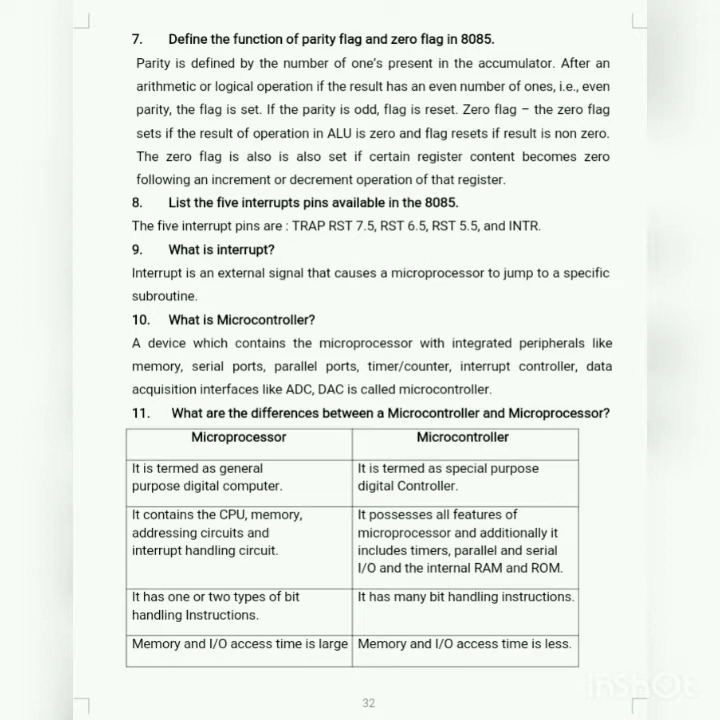 7. Define the function of parity flag and zero flag in 8085.
Parity is defined by the number of one's present in the accumulator. After an
arithmetic or logical operation if the result has an even number of ones, i.e., even
parity, the flag is set. If the parity is odd, flag is reset. Zero flag – the zero flag
sets if the result of operation in ALU is zero and flag resets if result is non zero.
The zero flag is also is also set if certain register content becomes zero
following an increment or decrement operation of that register.
8. List the five interrupts pins available in the 8085.
The five interrupt pins are : TRAP RST 7.5, RST 6.5, RST 5.5, and INTR.
9. What is interrupt?
Interrupt is an external signal that causes a microprocessor to jump to a specific
subroutine.
10. What is Microcontroller?
A device which contains the microprocessor with integrated peripherals like
memory, serial ports, parallel ports, timer/counter, interrupt controller, data
acquisition interfaces like ADC, DAC is called microcontroller.
11. What are the differences between a Microcontroller and Microprocessor?
Microprocessor Microcontroller
It is termed as general
purpose digital computer.
It is termed as special purpose
digital Controller.
It contains the CPU, memory,
addressing circuits and
interrupt handling circuit.
It possesses all features of
microprocessor and additionally it
includes timers, parallel and serial
I/O and the internal RAM and ROM.
It has one or two types of bit
handling Instructions.
It has many bit handling instructions.
Memory and I/O access time is large
Memory and I/O access time is less.
32
InShOt